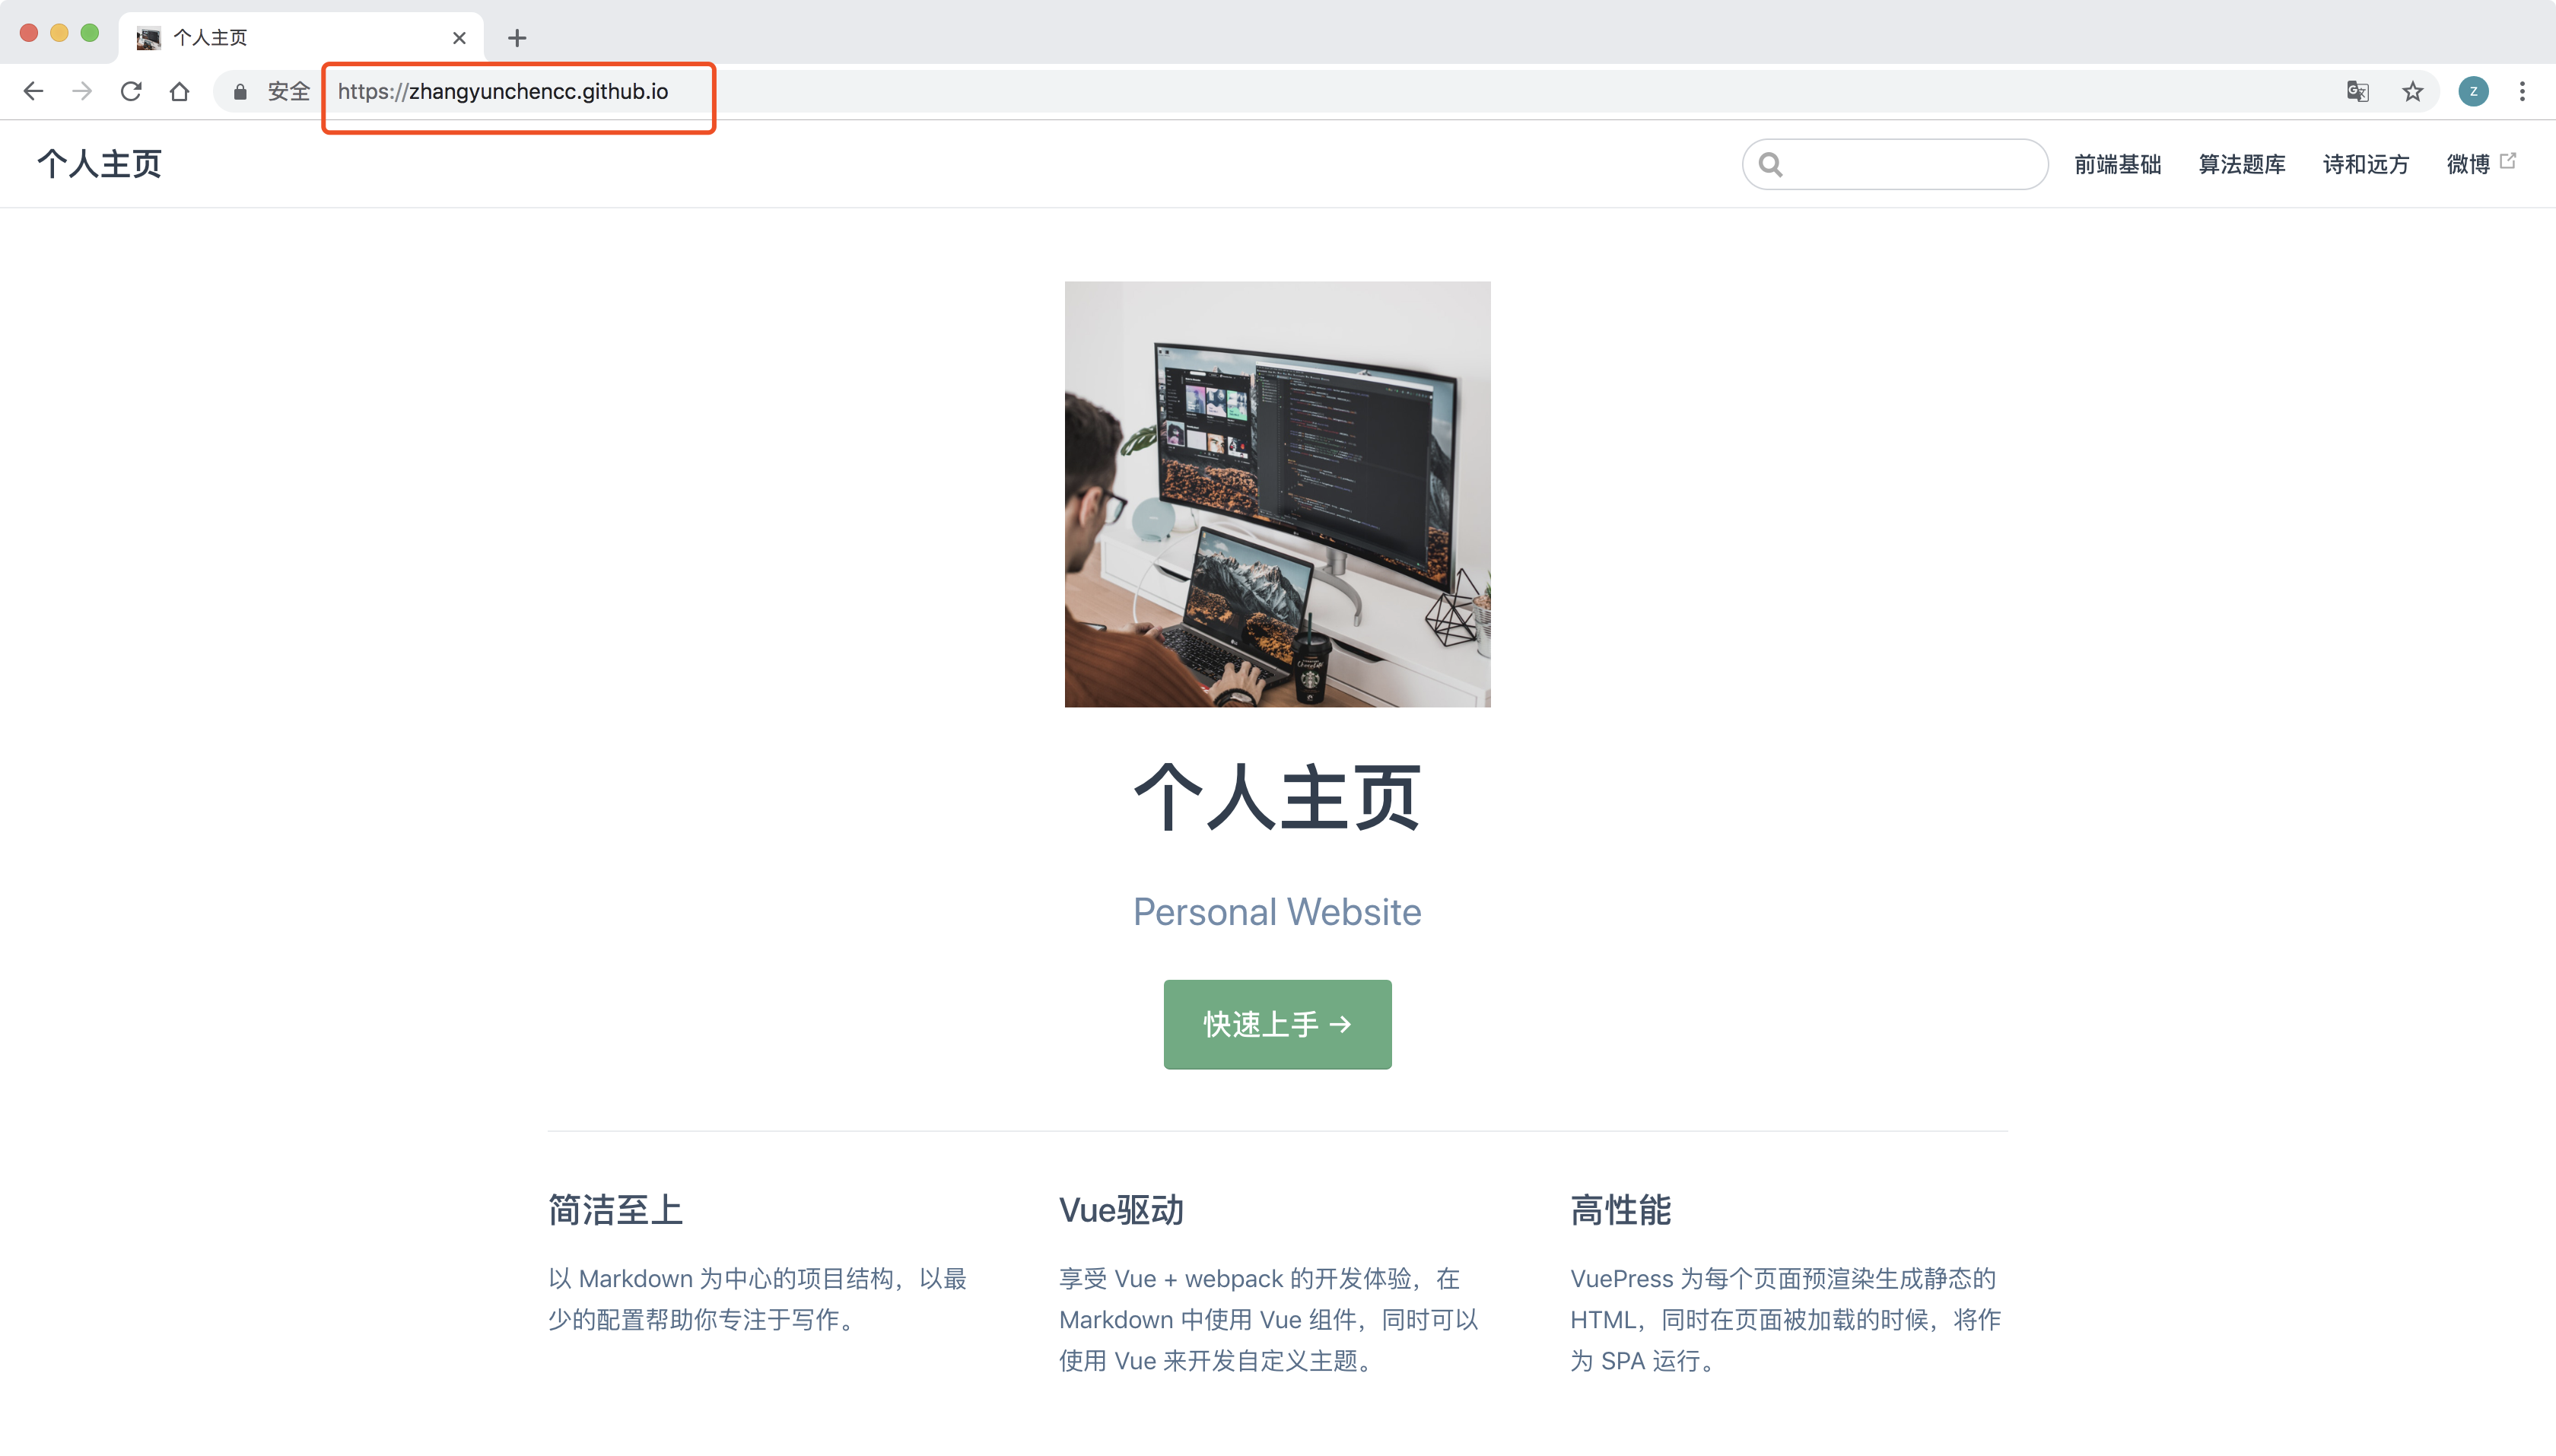 个人主页
安全 https://zhangyunchencc.github.io
z
个人主页
前端基础 算法题库 诗和远方 微博
个人主页
Personal Website
快速上手 →
简洁至上
以 Markdown 为中心的项目结构，以最
少的配置帮助你专注于写作。
Vue驱动
享受 Vue + webpack 的开发体验，在
Markdown 中使用 Vue 组件，同时可以
使用 Vue 来开发自定义主题。
高性能
VuePress 为每个页面预渲染生成静态的
HTML，同时在页面被加载的时候，将作
为 SPA 运行。